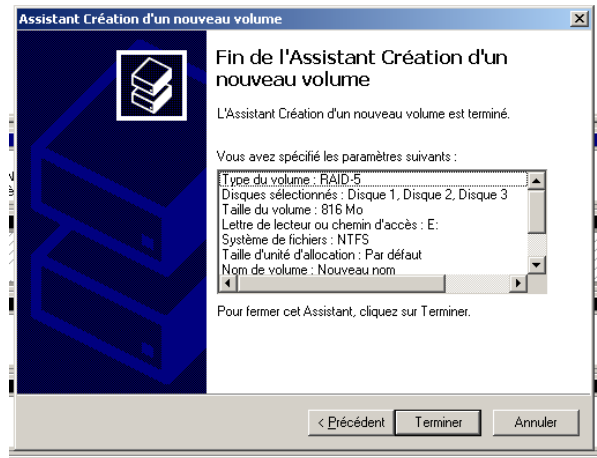 Assistant Création d'un nouveau volume
Fin de l'Assistant Création d'un
nouveau volume
L'Assistant Création d'un nouveau volume est terminé.
Vous avez spécifié les paramètres suivants :
Type du volume : RAID-5
Disques sélectionnés : Disque 1, Disque 2, Disque 3
Taille du volume : 816 Mo
Lettre de lecteur ou chemin d'accès : E:
Système de fichiers : NTFS
Taille d'unité d'allocation : Par défaut
Nom de volume : Nouveau nom
Pour fermer cet Assistant, cliquez sur Terminer.
< Précédent Terminer Annuler